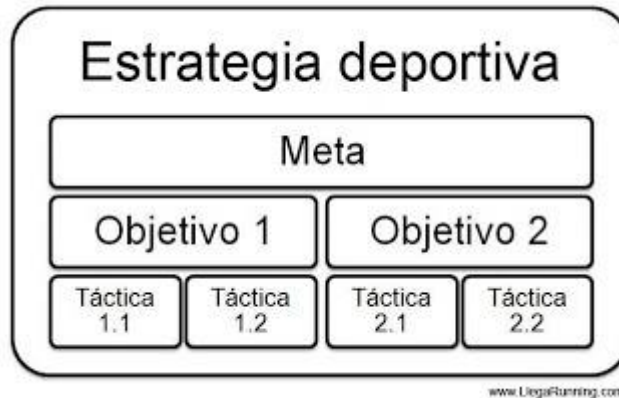 Estrategia deportiva
Meta
Objetivo 1
Objetivo 2
Táctica
1.1
Táctica
1.2
Táctica
2.1
Táctica
2.2
www.LlegaRunning.com